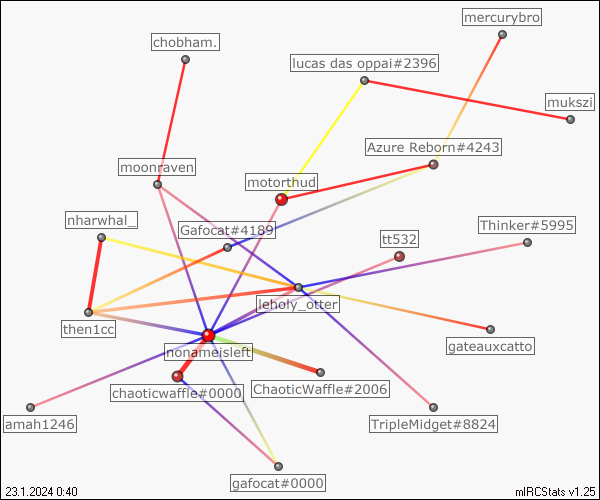 mercurybro
chobham.
lucas das oppai#2396
mukszi
Azure Reborn#4243
moonraven
motorthud
nharwhal_
Gafocat#4189
Thinker#5995
tt532
leholy_otter
then1cc
nonameisleft
gateauxcatto
chaoticwaffle#0000
ChaoticWaffle#2006
amah1246
TripleMidget#8824
gafocat#0000
23.1.2024 0:40
mIRCStats v1.25